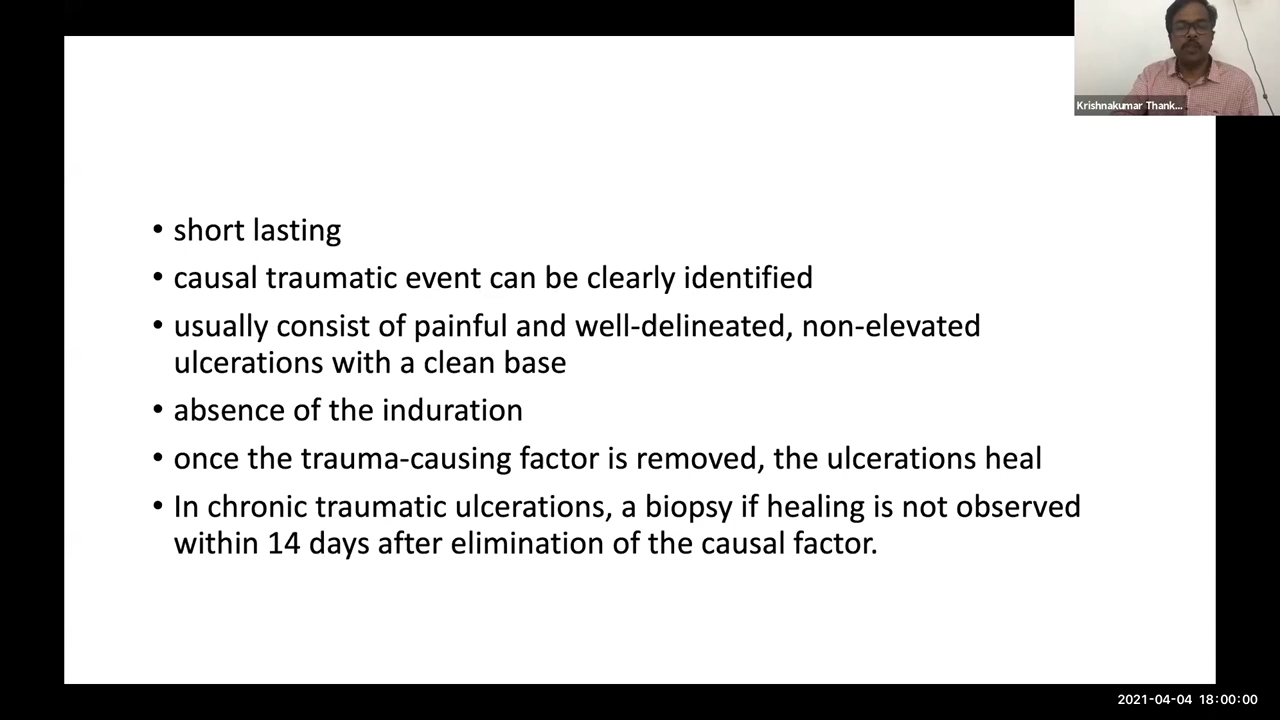 Krishnakumar Thank...
• short lasting
• causal traumatic event can be clearly identified
• usually consist of painful and well-delineated, non-elevated
ulcerations with a clean base
• absence of the induration
• once the trauma-causing factor is removed, the ulcerations heal
• In chronic traumatic ulcerations, a biopsy if healing is not observed
within 14 days after elimination of the causal factor.
2021-04-04 18:00:00